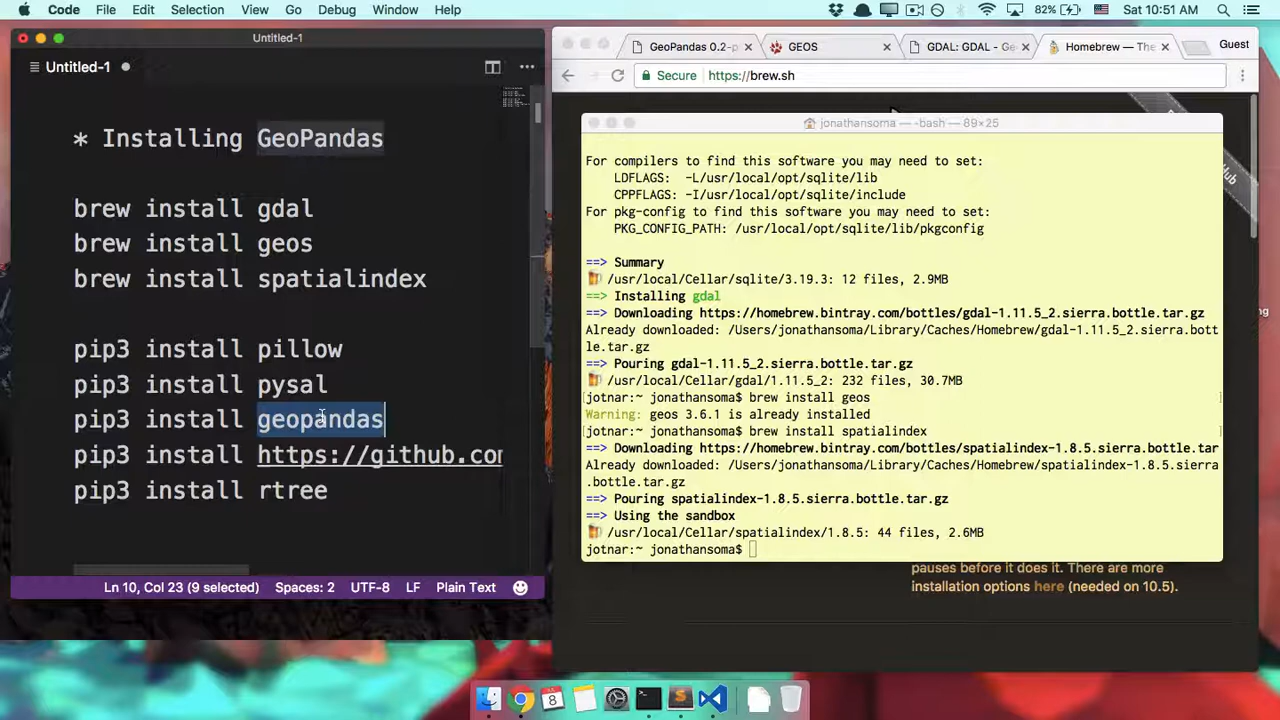 Code File Edit Selection View Go Debug Window Help 82% Sat 10:51 AM
Untitled-1
Untitled-1
* Installing GeoPandas
brew install gdal
brew install geos
brew install spatialindex
pip3 install pillow
pip3 install pysal
pip3 install geopandas
pip3 install https://github.com
pip3 install rtree
Ln 10, Col 23 (9 selected) Spaces: 2 UTF-8 LF Plain Text
GeoPandas 0.2-p GEOS GDAL: GDAL - Ge Homebrew — The Guest
Secure https://brew.sh
jonathansoma — -bash — 89×25
For compilers to find this software you may need to set:
LDFLAGS: -L/usr/local/opt/sqlite/lib
CPPFLAGS: -I/usr/local/opt/sqlite/include
For pkg-config to find this software you may need to set:
PKG_CONFIG_PATH: /usr/local/opt/sqlite/lib/pkgconfig
==> Summary
/usr/local/Cellar/sqlite/3.19.3: 12 files, 2.9MB
==> Installing gdal
==> Downloading https://homebrew.bintray.com/bottles/gdal-1.11.5_2.sierra.bottle.tar.gz
Already downloaded: /Users/jonathansoma/Library/Caches/Homebrew/gdal-1.11.5_2.sierra.bott
le.tar.gz
==> Pouring gdal-1.11.5_2.sierra.bottle.tar.gz
/usr/local/Cellar/gdal/1.11.5_2: 232 files, 30.7MB
[jotnar:~ jonathansoma$ brew install geos ]
Warning: geos 3.6.1 is already installed
[jotnar:~ jonathansoma$ brew install spatialindex ]
==> Downloading https://homebrew.bintray.com/bottles/spatialindex-1.8.5.sierra.bottle.tar
Already downloaded: /Users/jonathansoma/Library/Caches/Homebrew/spatialindex-1.8.5.sierra
.bottle.tar.gz
==> Pouring spatialindex-1.8.5.sierra.bottle.tar.gz
==> Using the sandbox
/usr/local/Cellar/spatialindex/1.8.5: 44 files, 2.6MB
jotnar:~ jonathansoma$
pauses before it does it. There are more
installation options here (needed on 10.5).